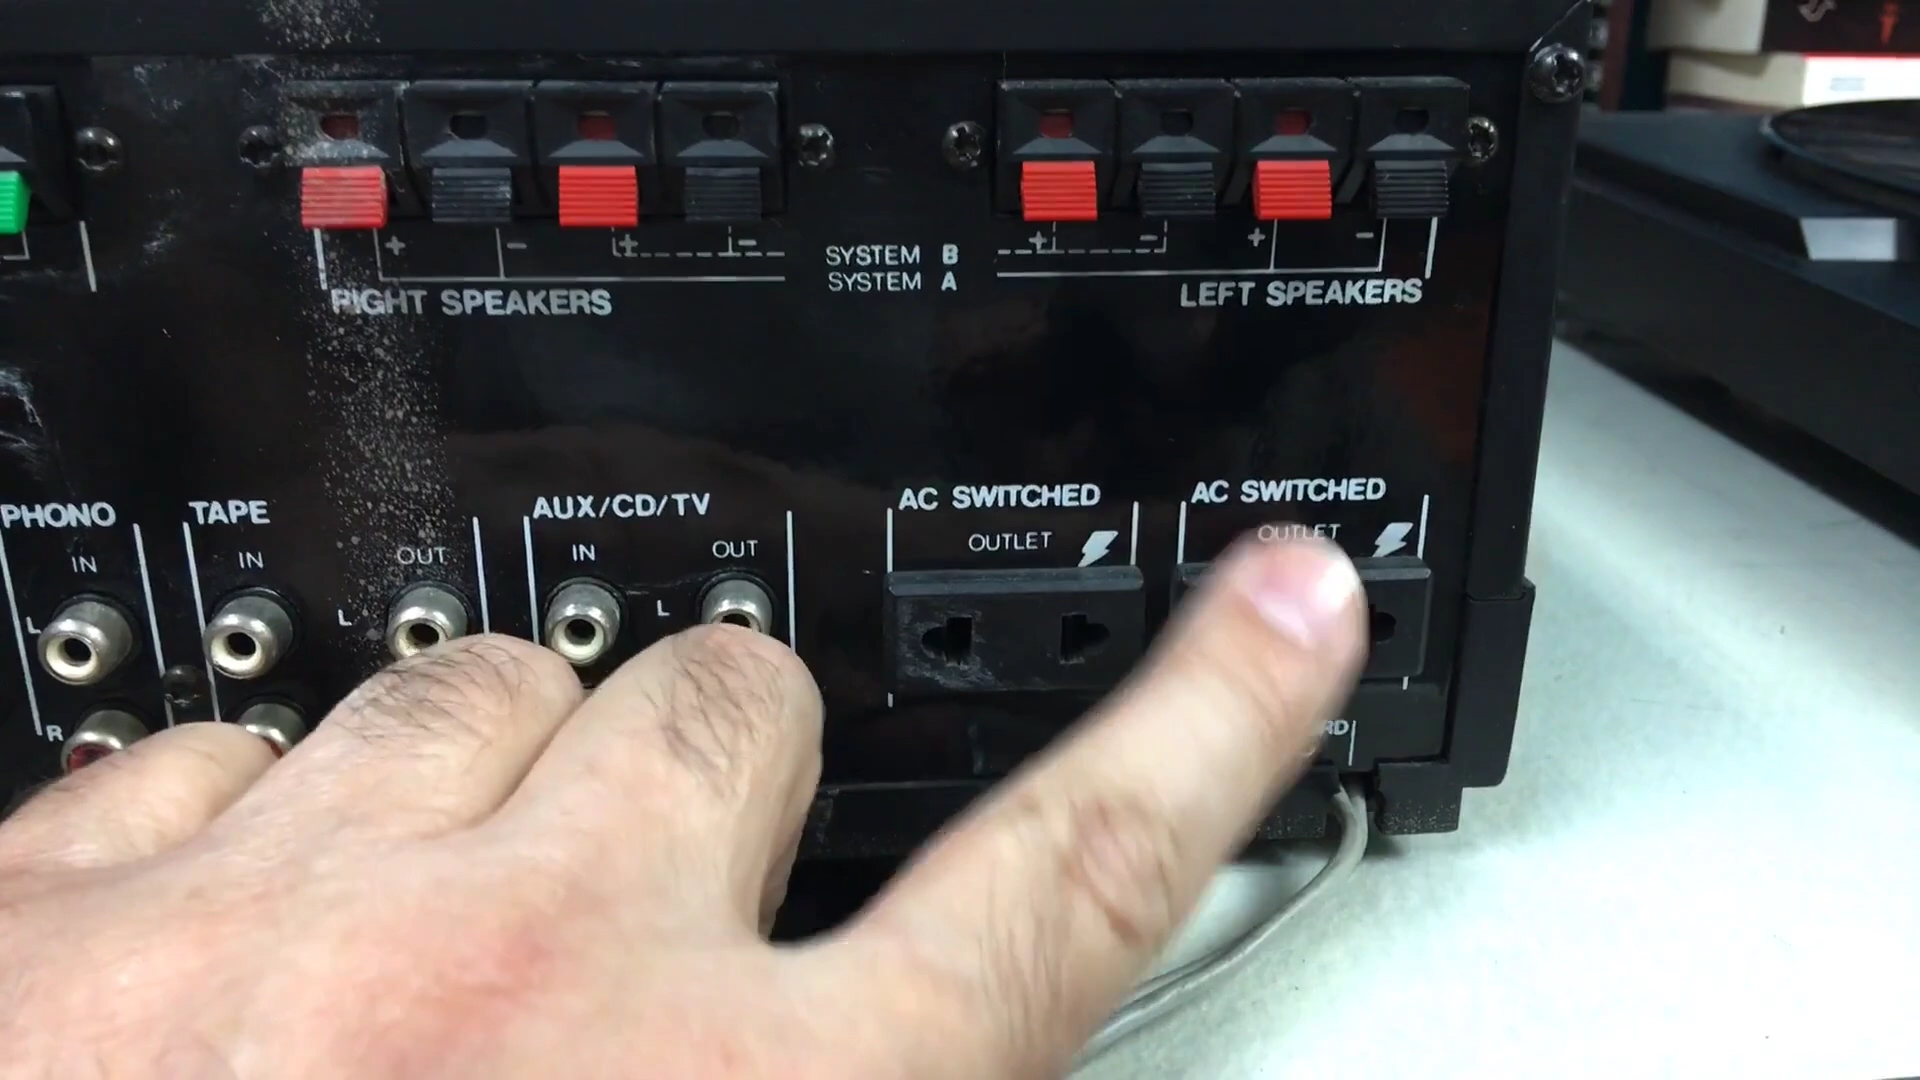 + - + -
SYSTEM B
+ - + -
SYSTEM A
RIGHT SPEAKERS
LEFT SPEAKERS
PHONO
TAPE
AUX/CD/TV
AC SWITCHED
AC SWITCHED
IN
IN
OUT
IN
OUT
OUTLET
OUTLET
L
L
L
R